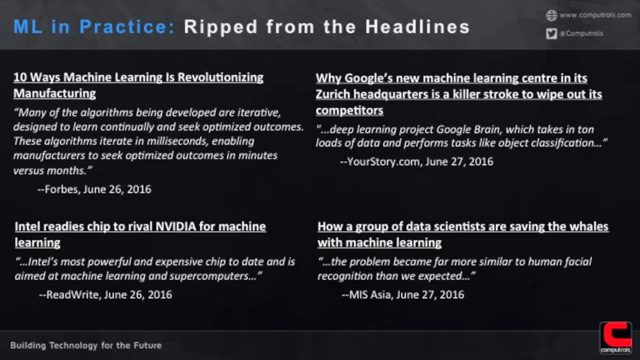 ML in Practice: Ripped from the Headlines
www.computrols.com
@Computrols
10 Ways Machine Learning Is Revolutionizing
Manufacturing
“Many of the algorithms being developed are iterative,
designed to learn continually and seek optimized outcomes.
These algorithms iterate in milliseconds, enabling
manufacturers to seek optimized outcomes in minutes
versus months.”
--Forbes, June 26, 2016
Why Google's new machine learning centre in its
Zurich headquarters is a killer stroke to wipe out its
competitors
"...deep learning project Google Brain, which takes in ton
loads of data and performs tasks like object classification…”
--YourStory.com, June 27, 2016
Intel readies chip to rival NVIDIA for machine
learning
“…Intel’s most powerful and expensive chip to date and is
aimed at machine learning and supercomputers…”
--ReadWrite, June 26, 2016
How a group of data scientists are saving the whales
with machine learning
“…the problem became far more similar to human facial
recognition than we expected…”
--MIS Asia, June 27, 2016
Building Technology for the Future
computrols